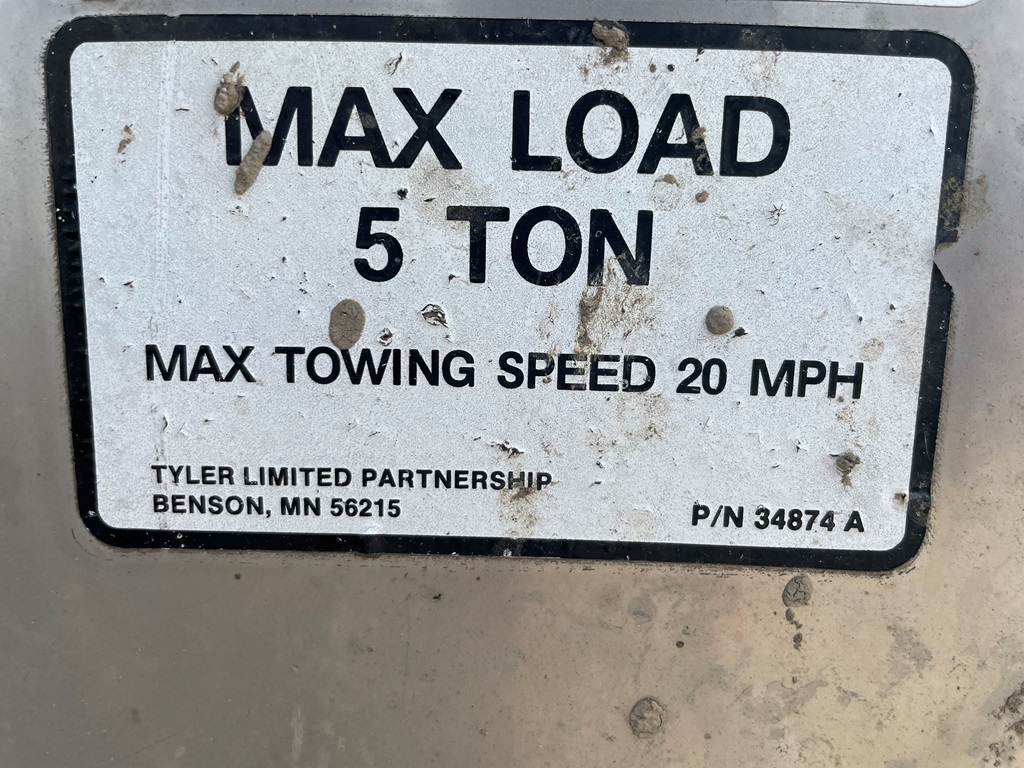 MAX LOAD
5 TON
MAX TOWING SPEED 20 MPH
TYLER LIMITED PARTNERSHIP
BENSON, MN 56215
P/N 34874 A